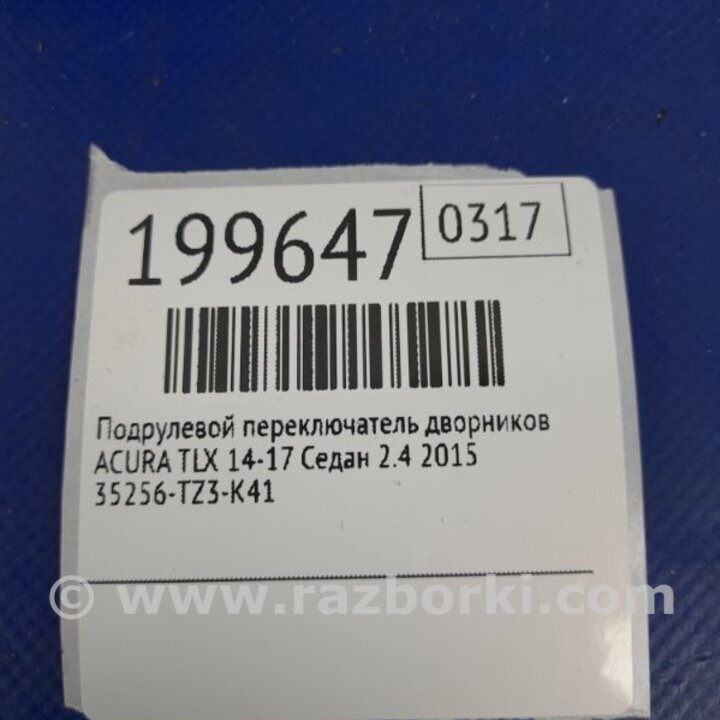 199647 0317
Подрулевой переключатель дворников
ACURA TLX 14-17 Седан 2.4 2015
35256-TZ3-K41
© www.razborki.com